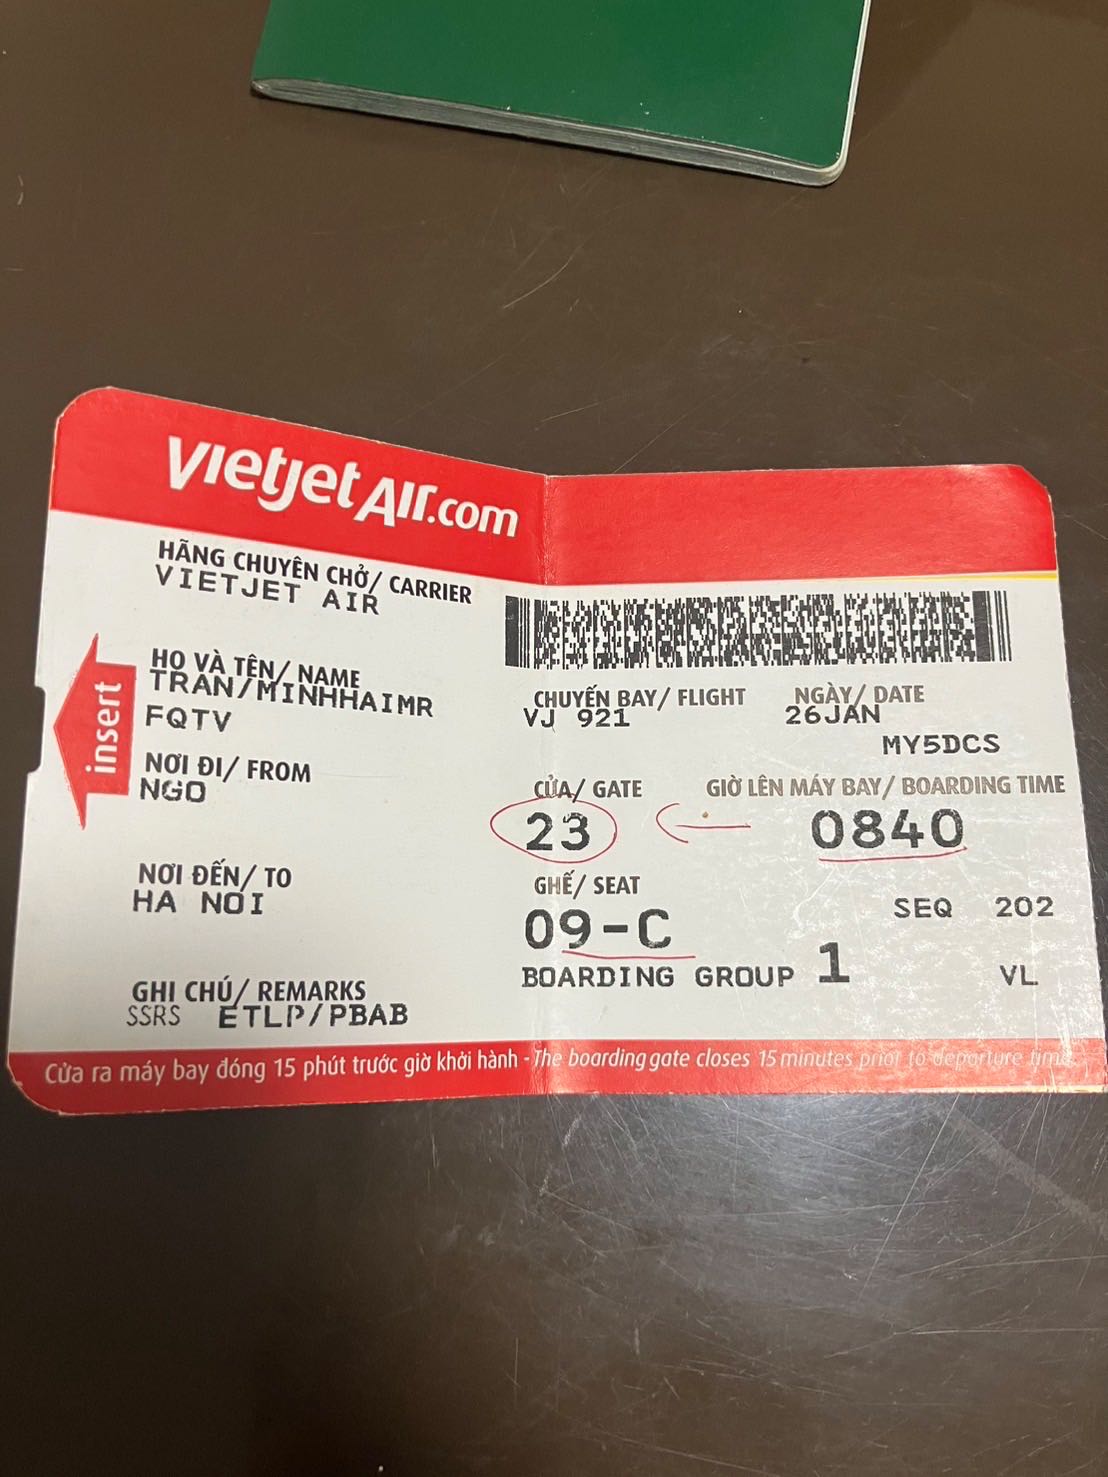 vietjetAir.com
HÃNG CHUYÊN CHỞ/ CARRIER
VIETJET AIR
HỌ VÀ TÊN/ NAME
TRAN/MINHHAIMR
FQTV
insert
NƠI ĐI/ FROM
NGO
NƠI ĐẾN/ TO
HA NOI
GHI CHÚ/ REMARKS
SSRS ETLP/PBAB
CHUYẾN BAY/ FLIGHT NGÀY/ DATE
VJ 921 26JAN
MY5DCS
CỬA/ GATE GIỜ LÊN MÁY BAY/ BOARDING TIME
23 0840
GHẾ/ SEAT
09-C SEQ 202
BOARDING GROUP 1 VL
Cửa ra máy bay đóng 15 phút trước giờ khởi hành - The boarding gate closes 15 minutes prior to departure time.